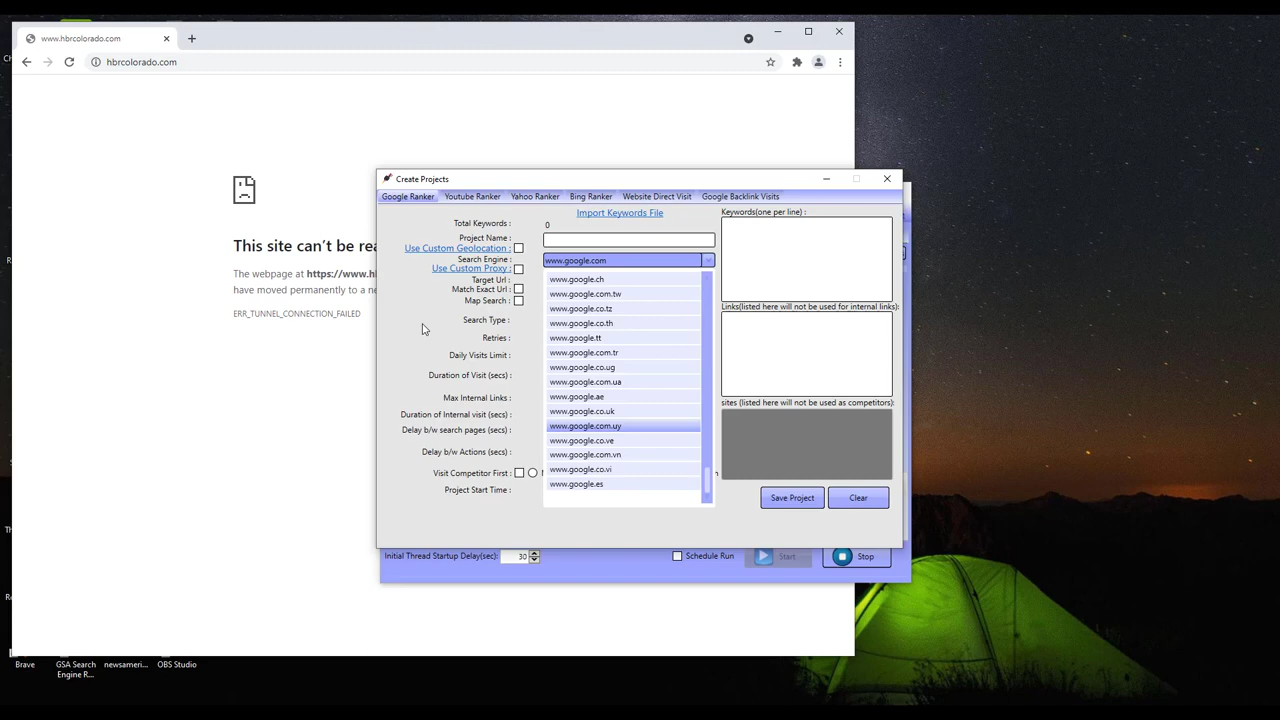 www.hbrcolorado.com
hbrcolorado.com
This site can't be rea
The webpage at https://www.h
have moved permanently to a ne
ERR_TUNNEL_CONNECTION_FAILED
Create Projects
Google Ranker Youtube Ranker Yahoo Ranker Bing Ranker Website Direct Visit Google Backlink Visits
Import Keywords File
Total Keywords : 0
Project Name :
Use Custom Geolocation :
Search Engine: www.google.com
Use Custom Proxy :
Target Url :
Match Exact Url :
Map Search :
Search Type :
Retries :
Daily Visits Limit :
Duration of Visit (secs) :
Max Internal Links :
Duration of Internal visit (secs) :
Delay b/w search pages (secs) :
Delay b/w Actions (secs) :
Visit Competitor First :
Project Start Time :
www.google.ch
www.google.com.tw
www.google.co.tz
www.google.co.th
www.google.tt
www.google.com.tr
www.google.co.ug
www.google.com.ua
www.google.ae
www.google.co.uk
www.google.com.uy
www.google.co.ve
www.google.com.vn
www.google.co.vi
www.google.es
Keywords(one per line) :
Links(listed here will not be used for internal links):
sites (listed here will not be used as competitors):
Save Project Clear
Initial Thread Startup Delay(sec): 30 Schedule Run Start Stop
Brave
GSA Search
Engine R...
newsameri...
OBS Studio